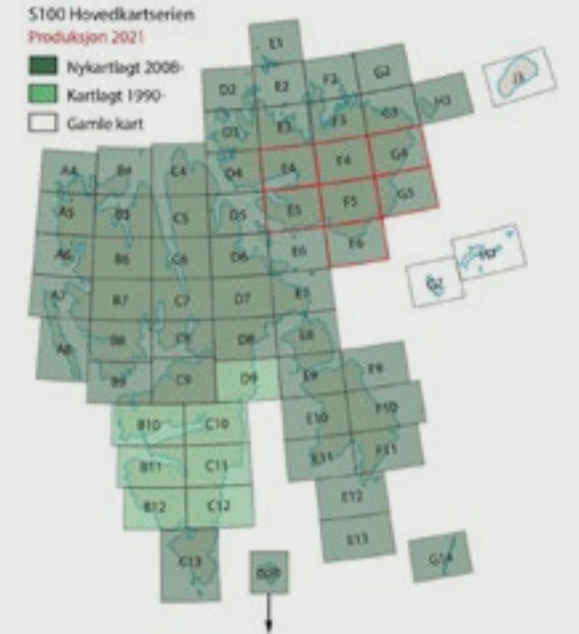 S100 Hovedkartserien
Produksjon 2021
Nykartlagt 2008-
Kartlagt 1990-
Gamle kart
E1
D2 E2 F2 G2
D3 E3 F3 G3 H3 J3
A4 B4 C4 D4 E4 F4 G4
A5 B5 C5 D5 E5 F5 G5
A6 B6 C6 D6 E6 F6
A7 B7 C7 D7 E7 G7
A8 B8 C8 D8 E8
B9 C9 D9 E9 F9
B10 C10 E10 F10
B11 C11 E11 F11
B12 C12 E12
C13 E13
G14